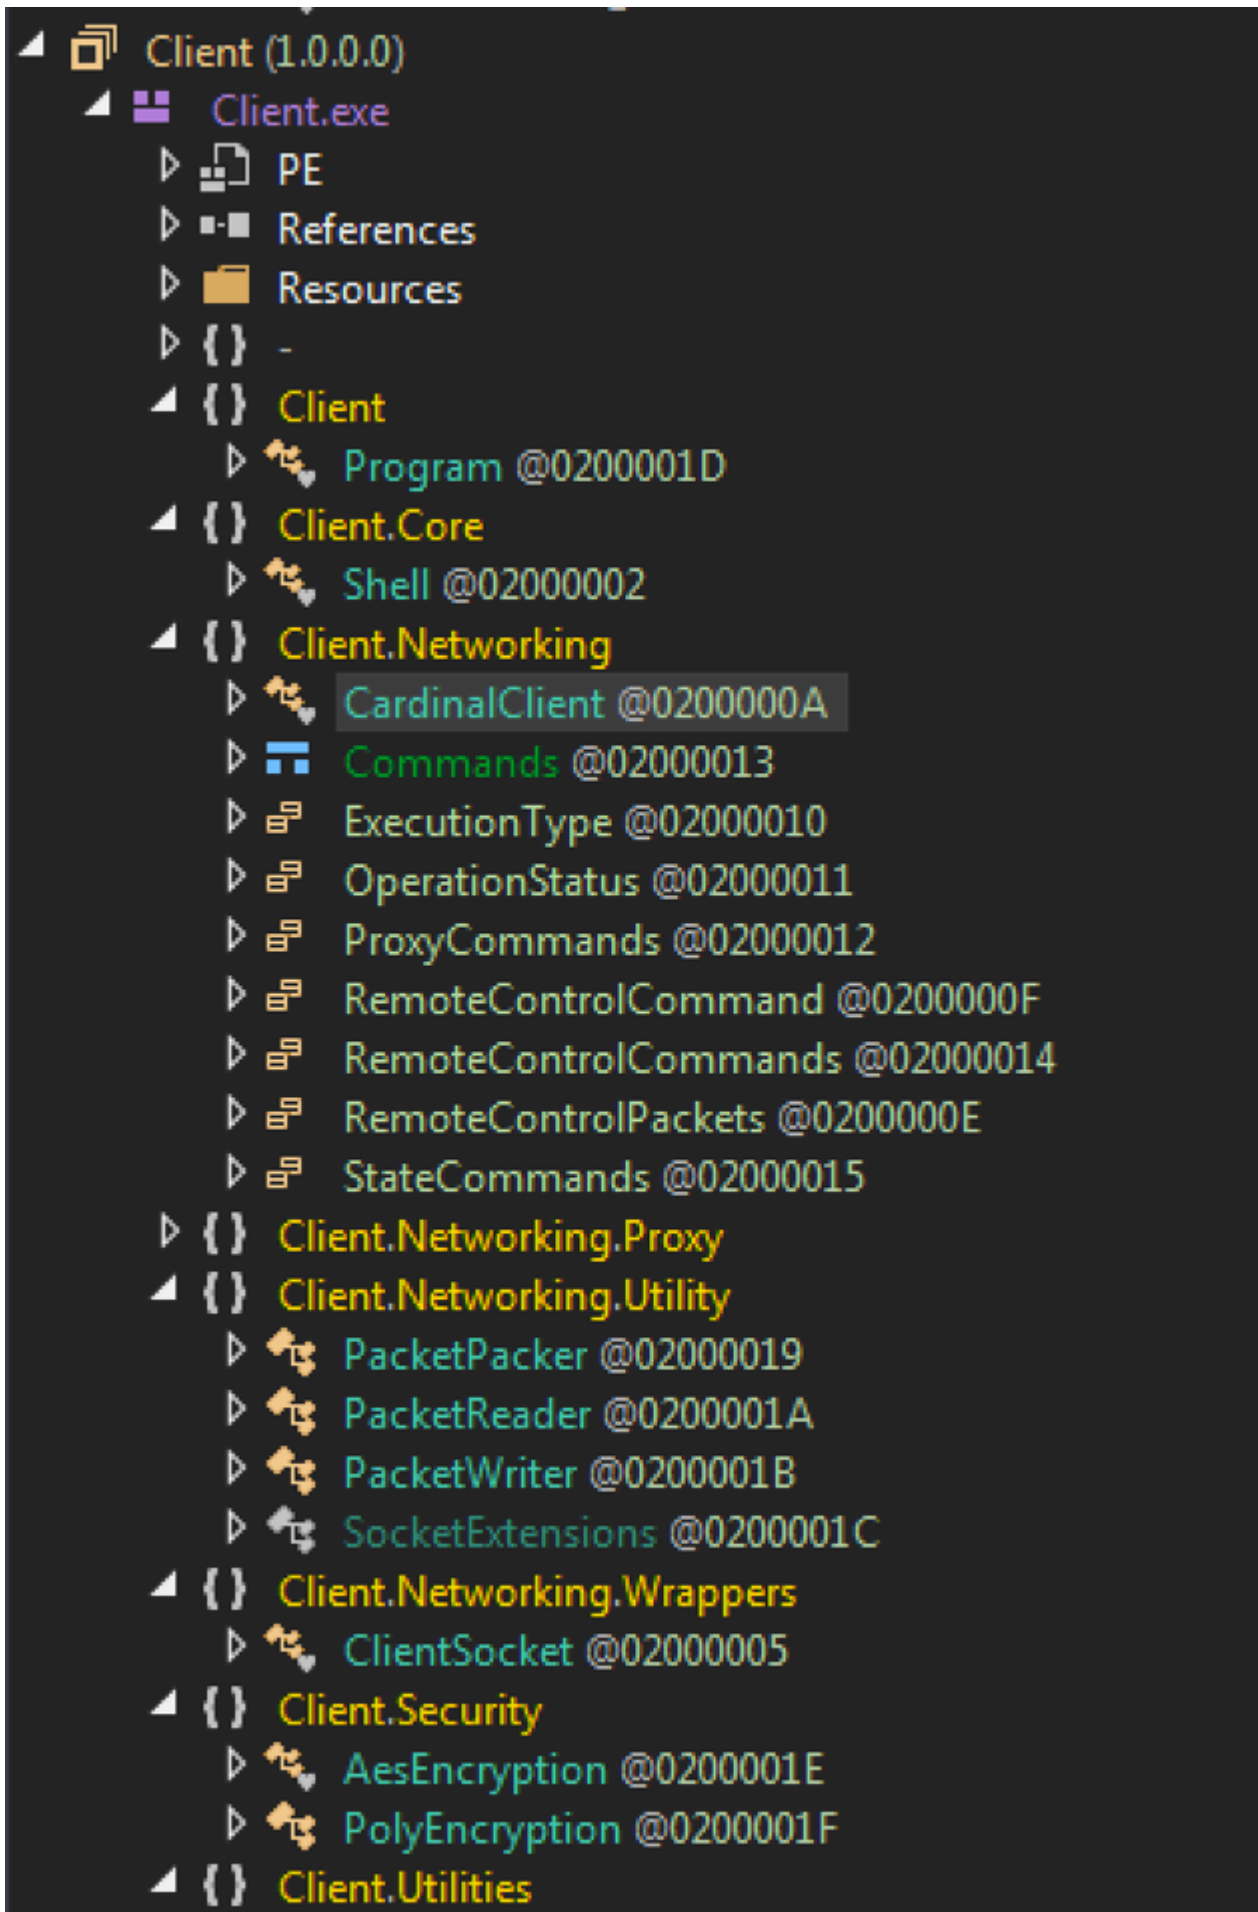 Client (1.0.0.0)
Client.exe
PE
References
Resources
{ } -
{ } Client
Program @0200001D
{ } Client.Core
Shell @02000002
{ } Client.Networking
CardinalClient @0200000A
Commands @02000013
ExecutionType @02000010
OperationStatus @02000011
ProxyCommands @02000012
RemoteControlCommand @0200000F
RemoteControlCommands @02000014
RemoteControlPackets @0200000E
StateCommands @02000015
{ } Client.Networking.Proxy
{ } Client.Networking.Utility
PacketPacker @02000019
PacketReader @0200001A
PacketWriter @0200001B
SocketExtensions @0200001C
{ } Client.Networking.Wrappers
ClientSocket @02000005
{ } Client.Security
AesEncryption @0200001E
PolyEncryption @0200001F
{ } Client.Utilities